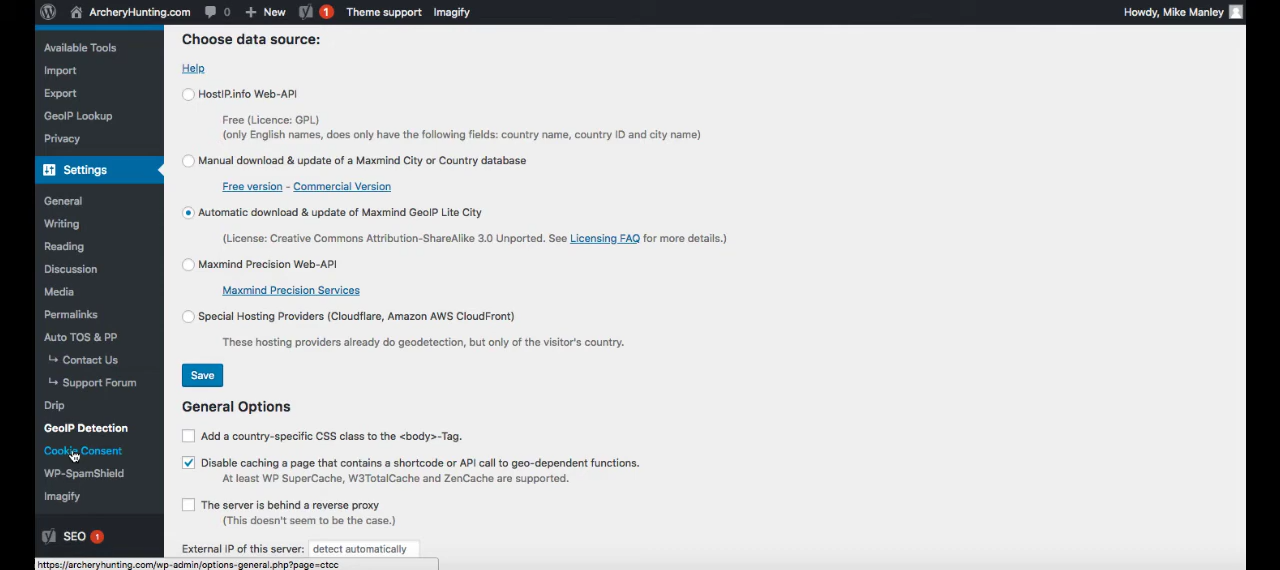 ArcheryHunting.com 0 + New 1 Theme support Imagify Howdy, Mike Manley
Available Tools
Import
Export
GeoIP Lookup
Privacy
Settings
General
Writing
Reading
Discussion
Media
Permalinks
Auto TOS & PP
↳ Contact Us
↳ Support Forum
Drip
GeoIP Detection
Cookie Consent
WP-SpamShield
Imagify
SEO 1
Choose data source:
Help
HostIP.info Web-API
Free (Licence: GPL)
(only English names, does only have the following fields: country name, country ID and city name)
Manual download & update of a Maxmind City or Country database
Free version - Commercial Version
Automatic download & update of Maxmind GeoIP Lite City
(License: Creative Commons Attribution-ShareAlike 3.0 Unported. See Licensing FAQ for more details.)
Maxmind Precision Web-API
Maxmind Precision Services
Special Hosting Providers (Cloudflare, Amazon AWS CloudFront)
These hosting providers already do geodetection, but only of the visitor's country.
Save
General Options
Add a country-specific CSS class to the <body>-Tag.
Disable caching a page that contains a shortcode or API call to geo-dependent functions.
At least WP SuperCache, W3TotalCache and ZenCache are supported.
The server is behind a reverse proxy
(This doesn't seem to be the case.)
External IP of this server: detect automatically
https://archeryhunting.com/wp-admin/options-general.php?page=ctcc